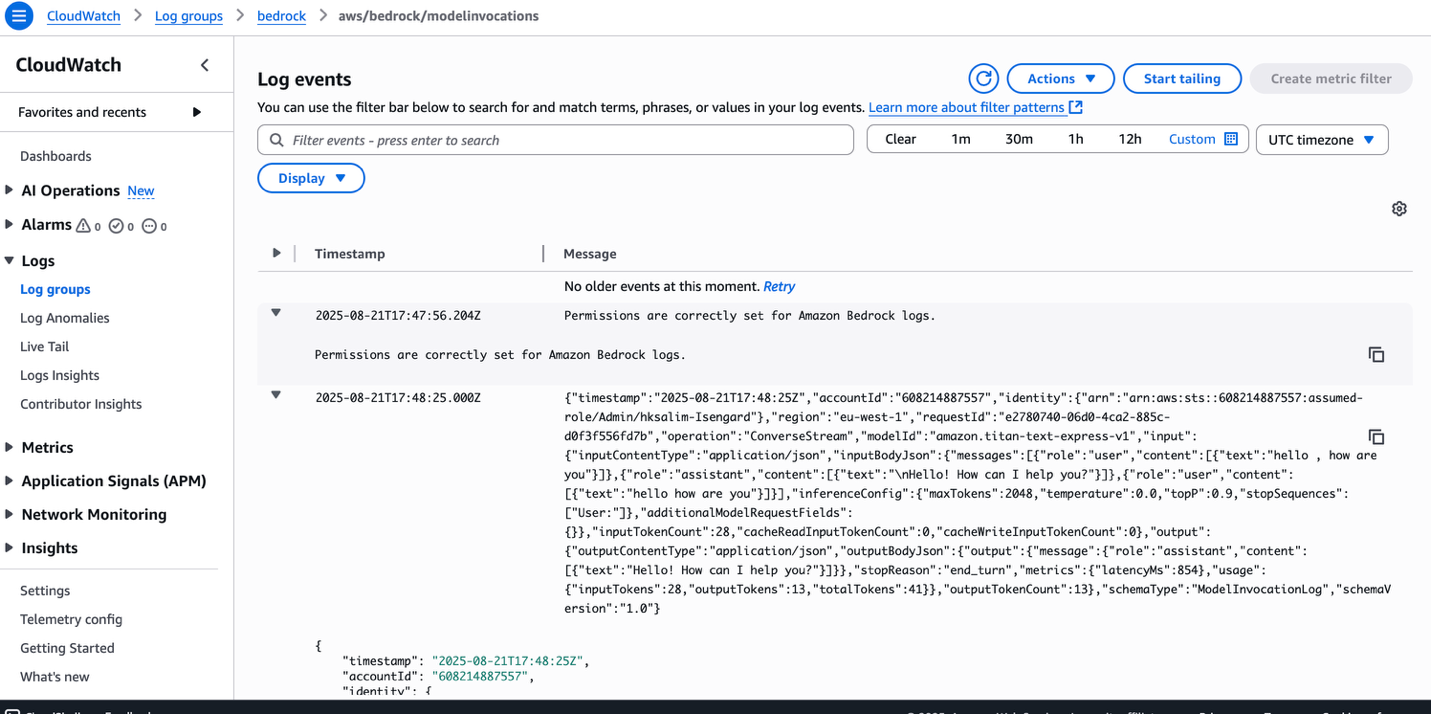 CloudWatch > Log groups > bedrock > aws/bedrock/modelinvocations
CloudWatch
Favorites and recents
Dashboards
AI Operations New
Alarms 0 0 0
Logs
Log groups
Log Anomalies
Live Tail
Logs Insights
Contributor Insights
Metrics
Application Signals (APM)
Network Monitoring
Insights
Settings
Telemetry config
Getting Started
What's new
Log events
Actions
Start tailing
Create metric filter
You can use the filter bar below to search for and match terms, phrases, or values in your log events. Learn more about filter patterns
Filter events - press enter to search
Clear 1m 30m 1h 12h Custom
UTC timezone
Display
Timestamp Message
No older events at this moment. Retry
2025-08-21T17:47:56.204Z Permissions are correctly set for Amazon Bedrock logs.
Permissions are correctly set for Amazon Bedrock logs.
2025-08-21T17:48:25.000Z {"timestamp":"2025-08-21T17:48:25Z","accountId":"608214887557","identity":{"arn":"arn:aws:sts::608214887557:assumed-
role/Admin/hksalim-Isengard"},"region":"eu-west-1","requestId":"e2780740-06d0-4ca2-885c-
d0f3f556fd7b","operation":"ConverseStream","modelId":"amazon.titan-text-express-v1","input":
{"inputContentType":"application/json","inputBodyJson":{"messages":[{"role":"user","content":[{"text":"hello , how are
you"}]},{"role":"assistant","content":[{"text":"\nHello! How can I help you?"}]},{"role":"user","content":
[{"text":"hello how are you"}]}],"inferenceConfig":{"maxTokens":2048,"temperature":0.0,"topP":0.9,"stopSequences":
["User:"]},"additionalModelRequestFields":
{}},"inputTokenCount":28,"cacheReadInputTokenCount":0,"cacheWriteInputTokenCount":0},"output":
{"outputContentType":"application/json","outputBodyJson":{"output":{"message":{"role":"assistant","content":
[{"text":"Hello! How can I help you?"}]}},"stopReason":"end_turn","metrics":{"latencyMs":854},"usage":
{"inputTokens":28,"outputTokens":13,"totalTokens":41}},"outputTokenCount":13},"schemaType":"ModelInvocationLog","schemaV
ersion":"1.0"}
{
"timestamp": "2025-08-21T17:48:25Z",
"accountId": "608214887557",
"identity": {